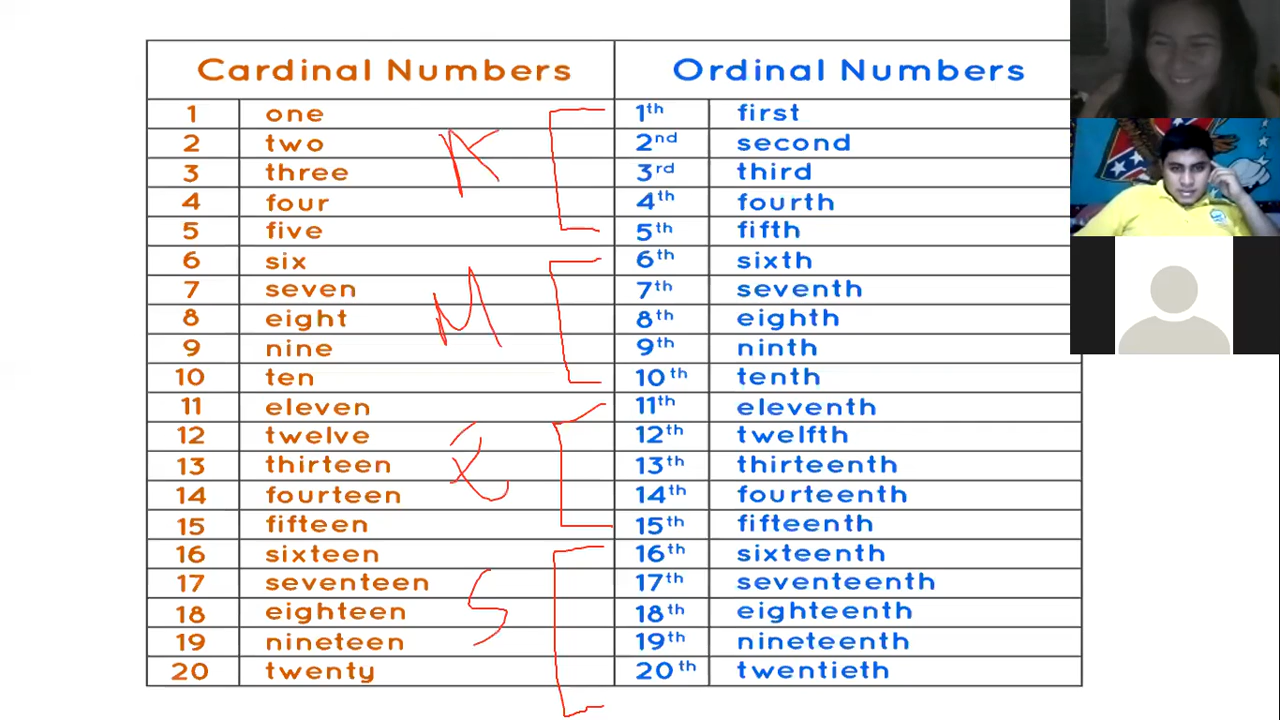 Cardinal Numbers Ordinal Numbers
1 one 1th first
2 two 2nd second
3 three 3rd third
4 four 4th fourth
5 five 5th fifth
K
6 six 6th sixth
7 seven 7th seventh
8 eight 8th eighth
9 nine 9th ninth
10 ten 10th tenth
M
11 eleven 11th eleventh
12 twelve 12th twelfth
13 thirteen 13th thirteenth
14 fourteen 14th fourteenth
15 fifteen 15th fifteenth
16 sixteen 16th sixteenth
17 seventeen 17th seventeenth
18 eighteen 18th eighteenth
19 nineteen 19th nineteenth
20 twenty 20th twentieth
S